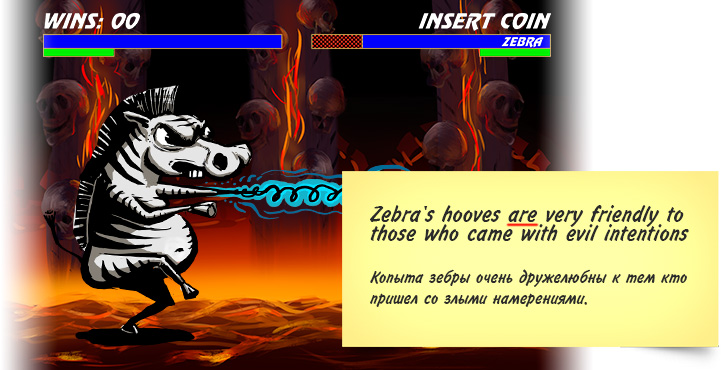 WINS: 00
INSERT COIN
ZEBRA
Zebra's hooves are very friendly to
those who came with evil intentions
Копыта зебры очень дружелюбны к тем кто
пришел со злыми намерениями.